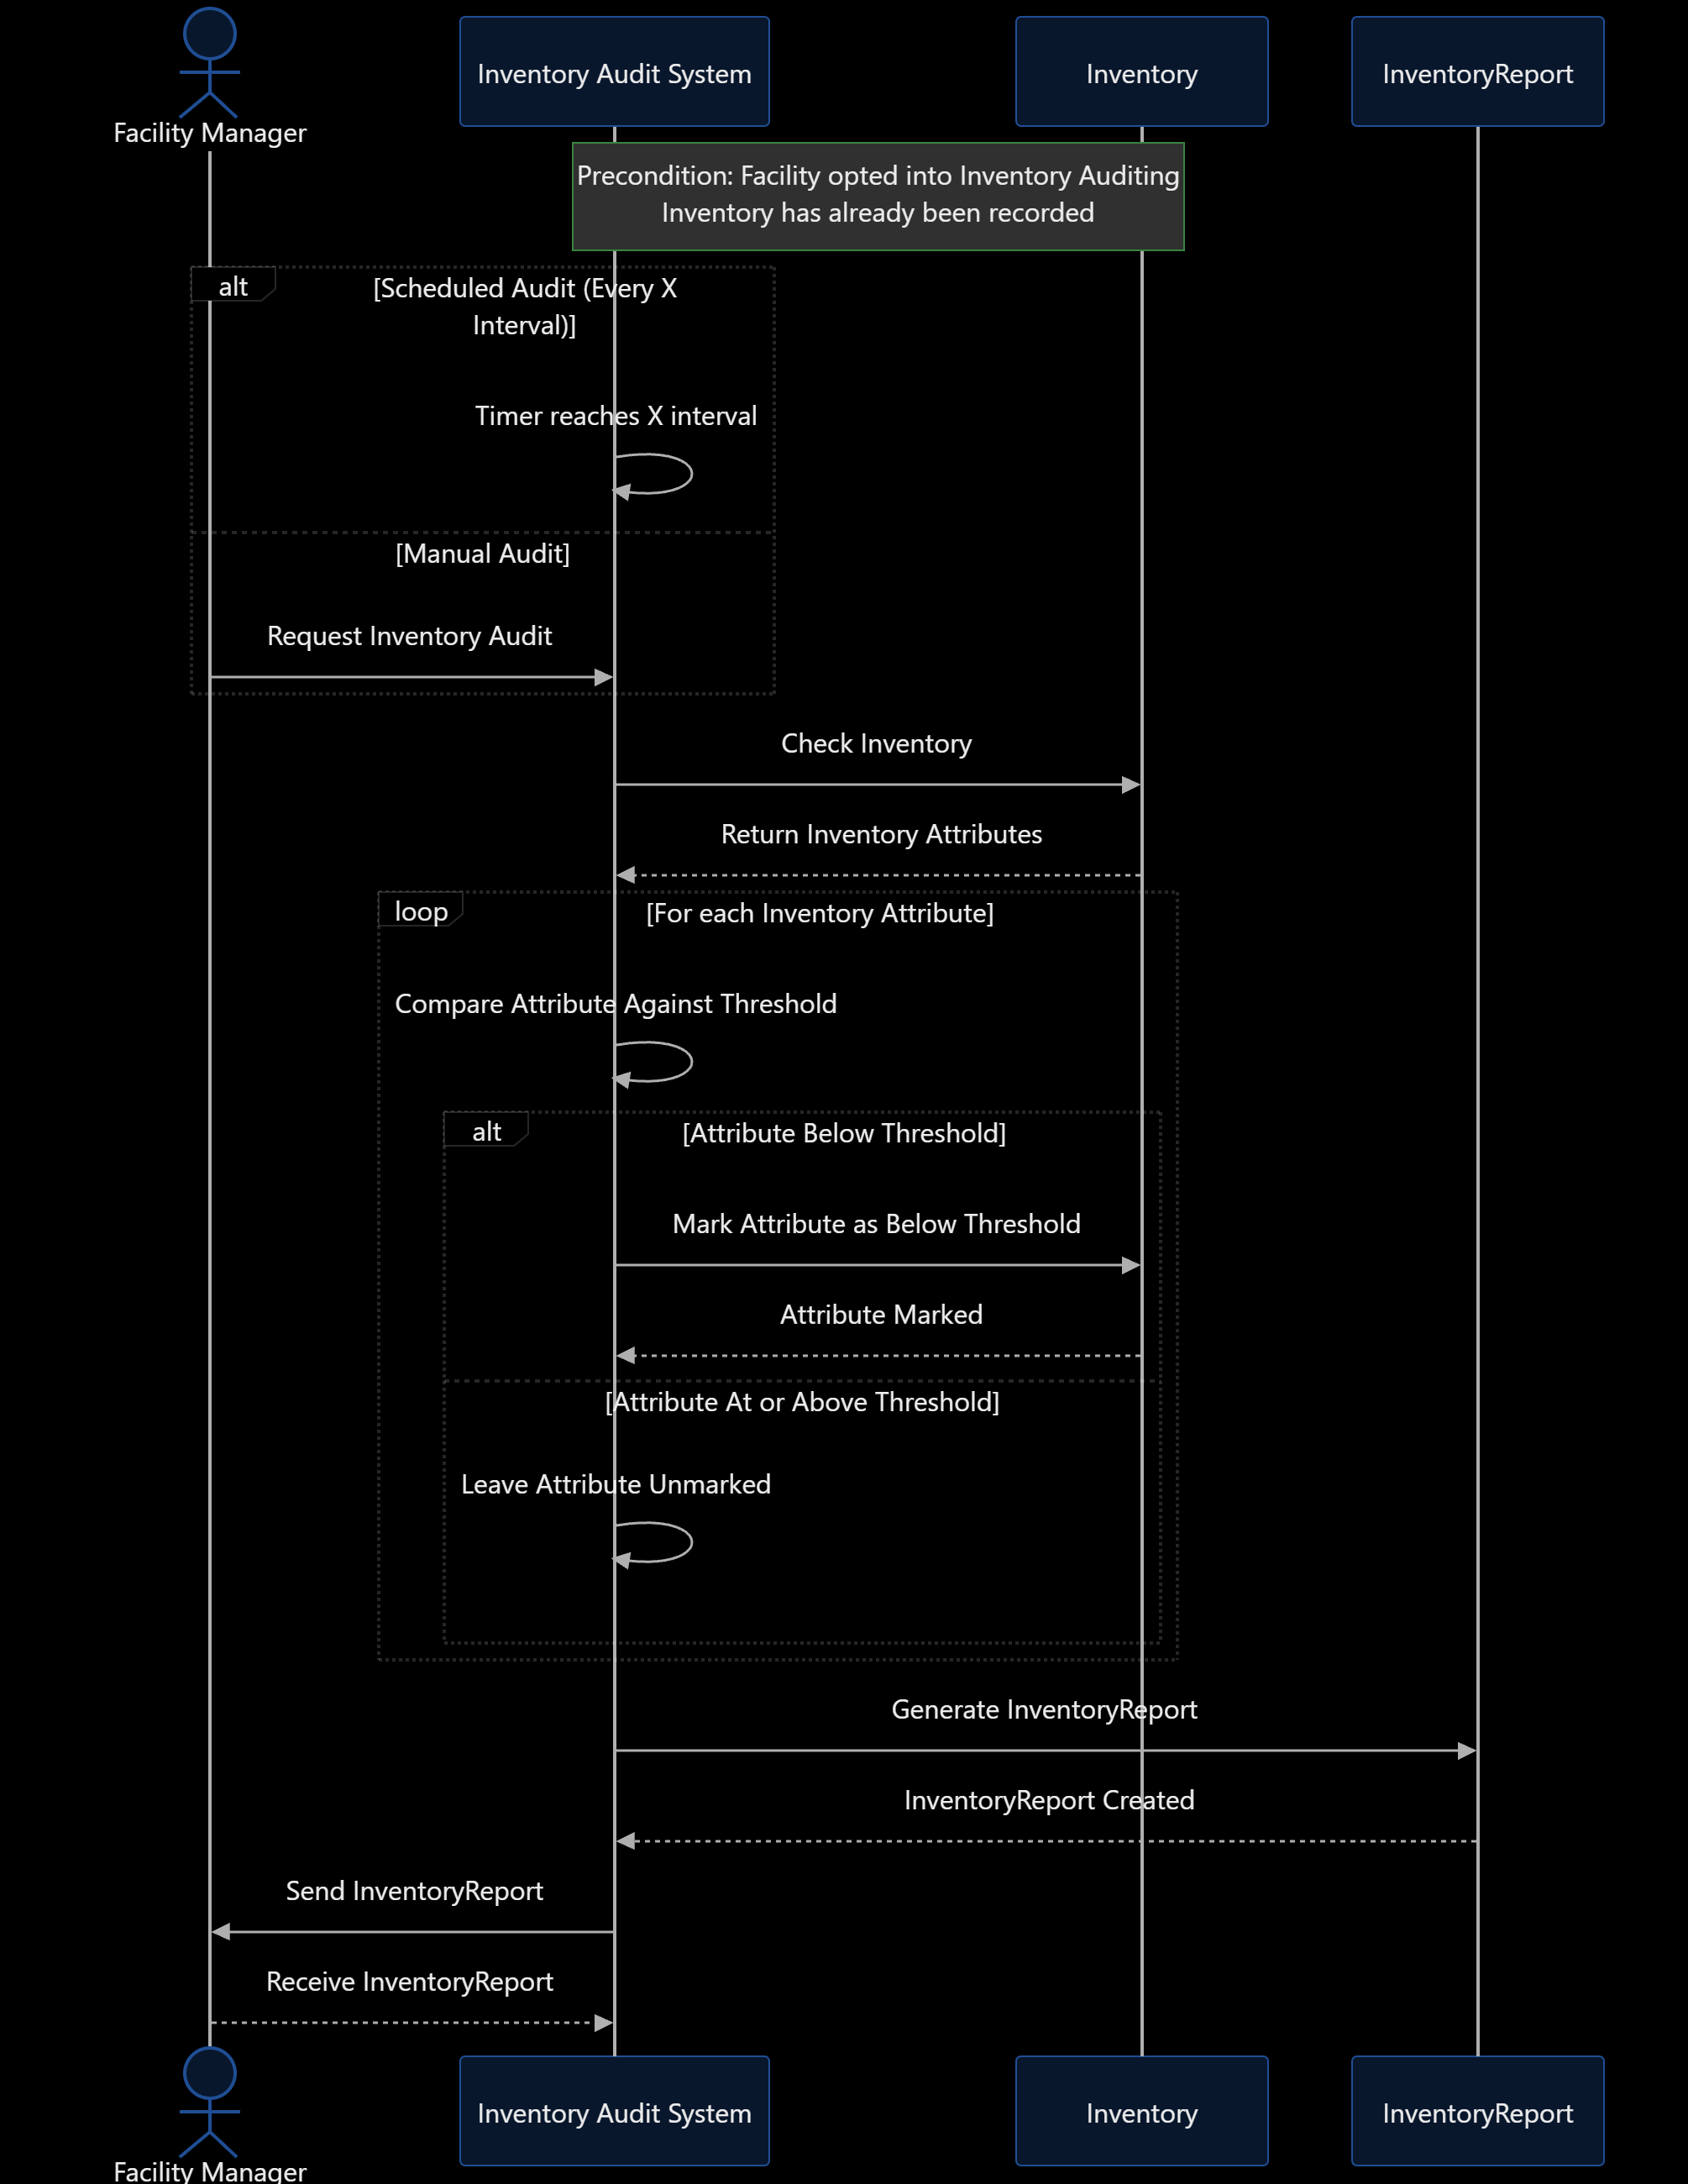 Facility Manager
Inventory Audit System
Inventory
InventoryReport
Precondition: Facility opted into Inventory Auditing
Inventory has already been recorded
alt
[Scheduled Audit (Every X
Interval)]
Timer reaches X interval
[Manual Audit]
Request Inventory Audit
Check Inventory
Return Inventory Attributes
loop
[For each Inventory Attribute]
Compare Attribute Against Threshold
alt
[Attribute Below Threshold]
Mark Attribute as Below Threshold
Attribute Marked
[Attribute At or Above Threshold]
Leave Attribute Unmarked
Generate InventoryReport
InventoryReport Created
Send InventoryReport
Receive InventoryReport
Facility Manager
Inventory Audit System
Inventory
InventoryReport